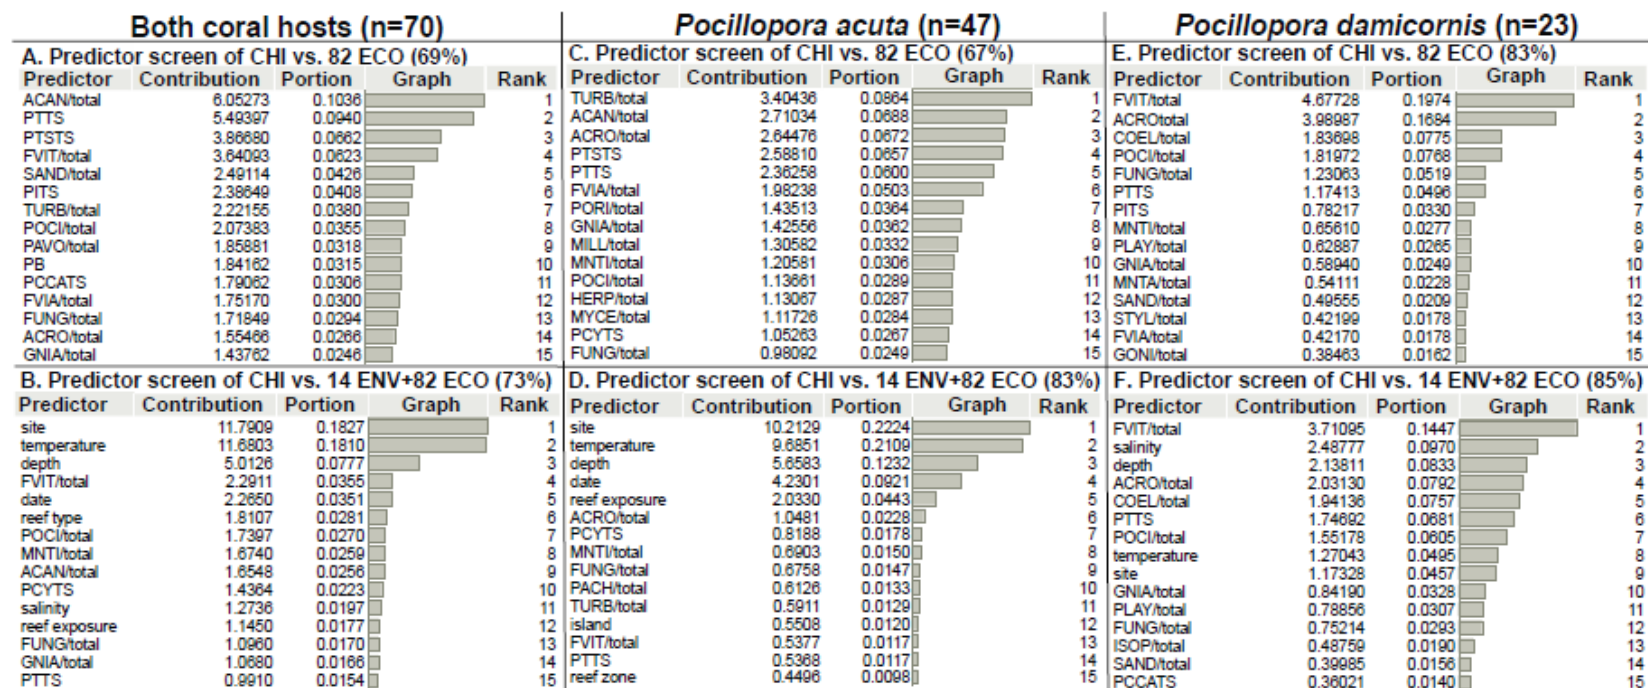 Both coral hosts (n=70)
A. Predictor screen of CHI vs. 82 ECO (69%)
Predictor Contribution Portion Graph Rank
ACAN/total 6.05273 0.1036 1
PTTS 5.49397 0.0940 2
PTSTS 3.86680 0.0662 3
FVIT/total 3.64093 0.0623 4
SAND/total 2.49114 0.0426 5
PITS 2.38649 0.0408 6
TURB/total 2.22155 0.0380 7
POCI/total 2.07383 0.0355 8
PAVO/total 1.85881 0.0318 9
PB 1.84162 0.0315 10
PCCATS 1.79062 0.0306 11
FVIA/total 1.75170 0.0300 12
FUNG/total 1.71849 0.0294 13
ACRO/total 1.55466 0.0266 14
GNIA/total 1.43762 0.0246 15
B. Predictor screen of CHI vs. 14 ENV+82 ECO (73%)
Predictor Contribution Portion Graph Rank
site 11.7909 0.1827 1
temperature 11.6803 0.1810 2
depth 5.0126 0.0777 3
FVIT/total 2.2911 0.0355 4
date 2.2650 0.0351 5
reef type 1.8107 0.0281 6
POCI/total 1.7397 0.0270 7
MNTI/total 1.6740 0.0259 8
ACAN/total 1.6548 0.0256 9
PCYTS 1.4364 0.0223 10
salinity 1.2736 0.0197 11
reef exposure 1.1450 0.0177 12
FUNG/total 1.0960 0.0170 13
GNIA/total 1.0680 0.0166 14
PTTS 0.9910 0.0154 15
Pocillopora acuta (n=47)
C. Predictor screen of CHI vs. 82 ECO (67%)
Predictor Contribution Portion Graph Rank
TURB/total 3.40436 0.0864 1
ACAN/total 2.71034 0.0688 2
ACRO/total 2.64476 0.0672 3
PTSTS 2.58810 0.0657 4
PTTS 2.36258 0.0600 5
FVIA/total 1.98238 0.0503 6
PORI/total 1.43513 0.0364 7
GNIA/total 1.42556 0.0362 8
MILL/total 1.30582 0.0332 9
MNTI/total 1.20581 0.0306 10
POCI/total 1.13661 0.0289 11
HERP/total 1.13067 0.0287 12
MYCE/total 1.11726 0.0284 13
PCYTS 1.05263 0.0267 14
FUNG/total 0.98092 0.0249 15
D. Predictor screen of CHI vs. 14 ENV+82 ECO (83%)
Predictor Contribution Portion Graph Rank
site 10.2129 0.2224 1
temperature 9.6851 0.2109 2
depth 5.6583 0.1232 3
date 4.2301 0.0921 4
reef exposure 2.0330 0.0443 5
ACRO/total 1.0481 0.0228 6
PCYTS 0.8188 0.0178 7
MNTI/total 0.6903 0.0150 8
FUNG/total 0.6758 0.0147 9
PACH/total 0.6126 0.0133 10
TURB/total 0.5911 0.0129 11
island 0.5508 0.0120 12
FVIT/total 0.5377 0.0117 13
PTTS 0.5368 0.0117 14
reef zone 0.4496 0.0098 15
Pocillopora damicornis (n=23)
E. Predictor screen of CHI vs. 82 ECO (83%)
Predictor Contribution Portion Graph Rank
FVIT/total 4.67728 0.1974 1
ACROtotal 3.98987 0.1684 2
COEL/total 1.83698 0.0775 3
POCI/total 1.81972 0.0768 4
FUNG/total 1.23063 0.0519 5
PTTS 1.17413 0.0496 6
PITS 0.78217 0.0330 7
MNTI/total 0.65610 0.0277 8
PLAY/total 0.62887 0.0265 9
GNIA/total 0.58940 0.0249 10
MNTA/total 0.54111 0.0228 11
SAND/total 0.49555 0.0209 12
STYL/total 0.42199 0.0178 13
FVIA/total 0.42170 0.0178 14
GONI/total 0.38463 0.0162 15
F. Predictor screen of CHI vs. 14 ENV+82 ECO (85%)
Predictor Contribution Portion Graph Rank
FVIT/total 3.71095 0.1447 1
salinity 2.48777 0.0970 2
depth 2.13811 0.0833 3
ACRO/total 2.03130 0.0792 4
COEL/total 1.94136 0.0757 5
PTTS 1.74692 0.0681 6
POCI/total 1.55178 0.0605 7
temperature 1.27043 0.0495 8
site 1.17328 0.0457 9
GNIA/total 0.84190 0.0328 10
PLAY/total 0.78856 0.0307 11
FUNG/total 0.75214 0.0293 12
ISOP/total 0.48759 0.0190 13
SAND/total 0.39985 0.0156 14
PCCATS 0.36021 0.0140 15